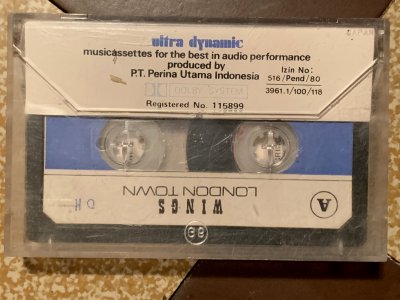 ultra dynamic
musicassettes for the best in audio performance
produced by
P.T. Perina Utama Indonesia
Izin No:
516/Pend/80
DOLBY SYSTEM
3961.1/100/118
Registered No. 115899
JAPAN
A
LONDON TOWN
WINGS
HD